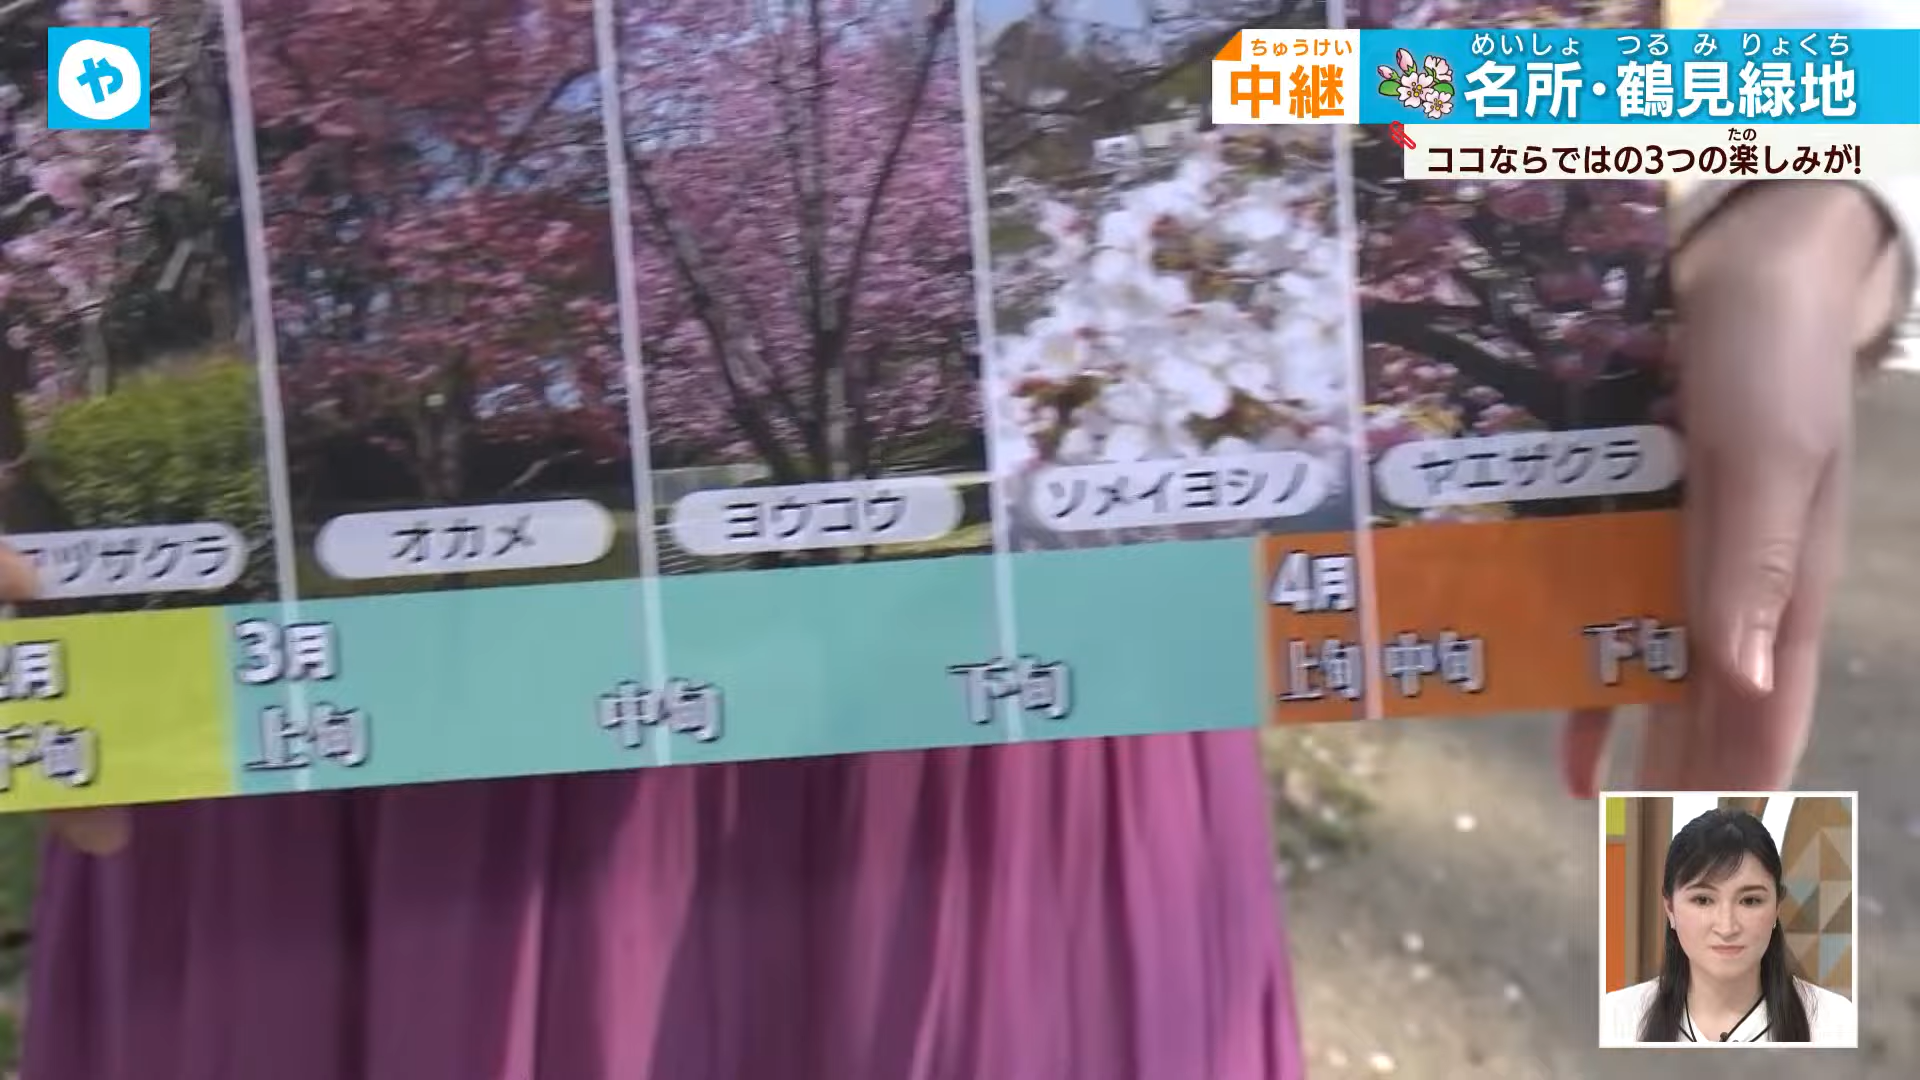 や
ちゅうけい
中継
めいしょ つるみりょくち
名所・鶴見緑地
たの
ココならではの3つの楽しみが!
ヅザクラ
オカメ
ヨウコウ
ソメイヨシノ
ヤエザクラ
2月
下旬
3月
上旬
中旬
下旬
4月
上旬
中旬
下旬